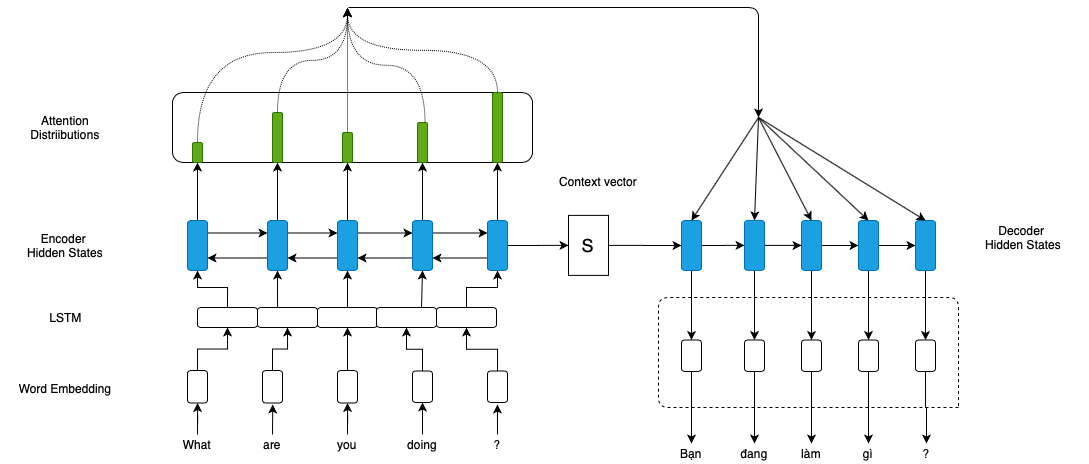 Attention
Distriibutions
Context vector
Encoder
Hidden States
S
Decoder
Hidden States
LSTM
Word Embedding
What are you doing ?
Bạn đang làm gì ?